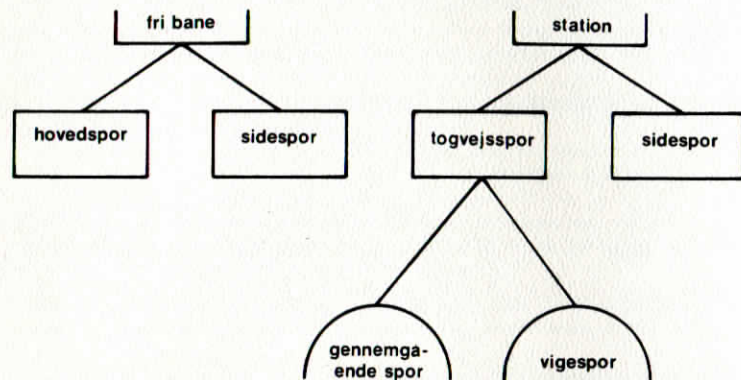 fri bane
station
hovedspor
sidespor
togvejsspor
sidespor
gennemga-
ende spor
vigespor